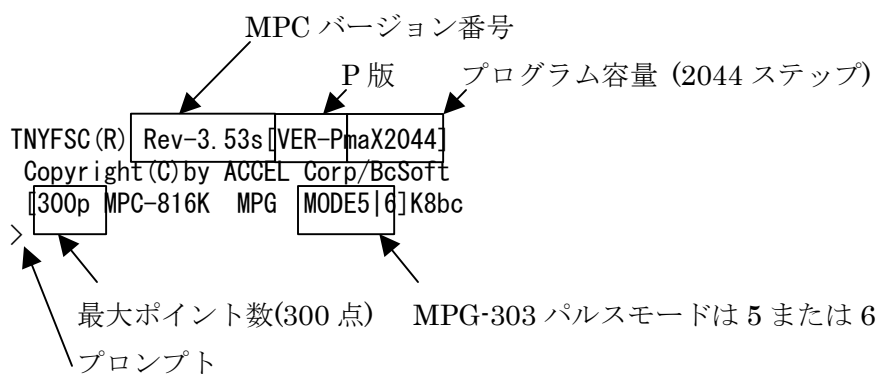 MPC バージョン番号
P 版 プログラム容量 (2044 ステップ)
TNYFSC(R) Rev-3.53s[VER-PmaX2044]
Copyright(C)by ACCEL Corp/BcSoft
[300p MPC-816K MPG MODE5|6]K8bc
>
最大ポイント数(300 点) MPG-303 パルスモードは 5 または 6
プロンプト